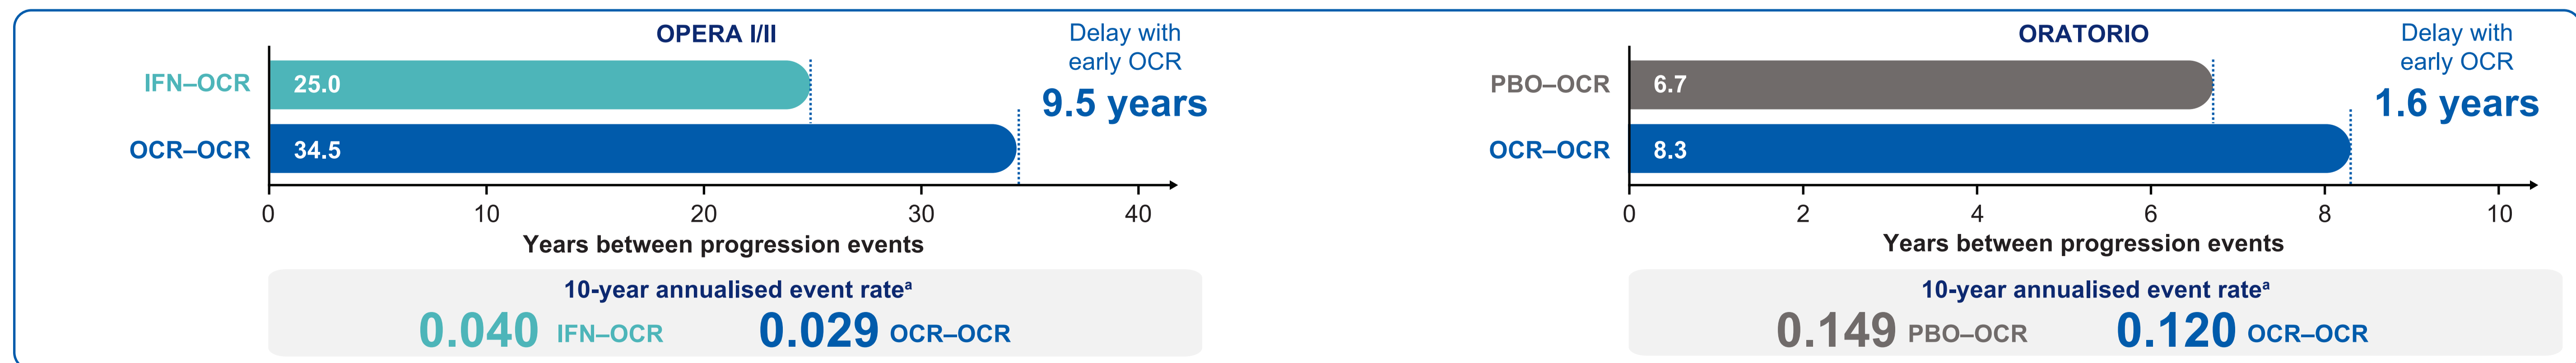 OPERA I/II
Delay with
early OCR
9.5 years
IFN–OCR
25.0
OCR–OCR
34.5
0 10 20 30 40
Years between progression events
10-year annualised event rateᵃ
0.040 IFN–OCR 0.029 OCR–OCR
ORATORIO
Delay with
early OCR
1.6 years
PBO–OCR
6.7
OCR–OCR
8.3
0 2 4 6 8 10
Years between progression events
10-year annualised event rateᵃ
0.149 PBO–OCR 0.120 OCR–OCR